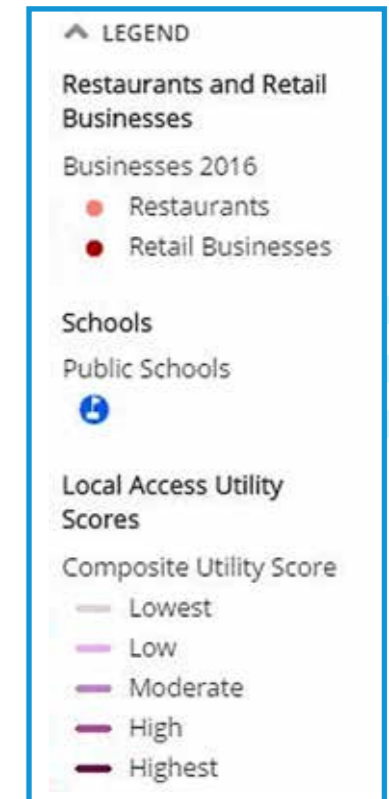 LEGEND
Restaurants and Retail
Businesses
Businesses 2016
Restaurants
Retail Businesses
Schools
Public Schools
Local Access Utility
Scores
Composite Utility Score
Lowest
Low
Moderate
High
Highest